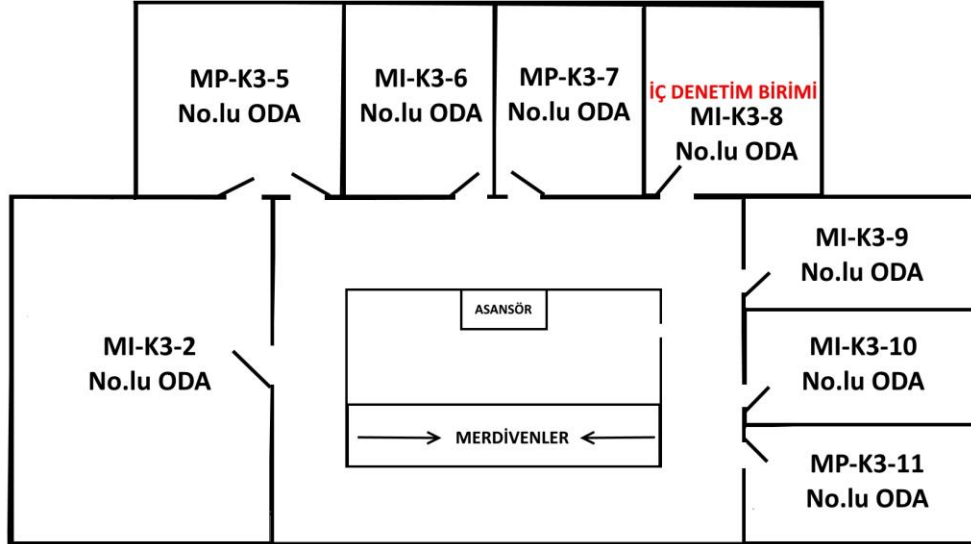 MP-K3-5
No.lu ODA
MI-K3-6
No.lu ODA
MP-K3-7
No.lu ODA
İÇ DENETİM BİRİMİ
MI-K3-8
No.lu ODA
MI-K3-9
No.lu ODA
ASANSÖR
MI-K3-2
No.lu ODA
MI-K3-10
No.lu ODA
MERDİVENLER
MP-K3-11
No.lu ODA